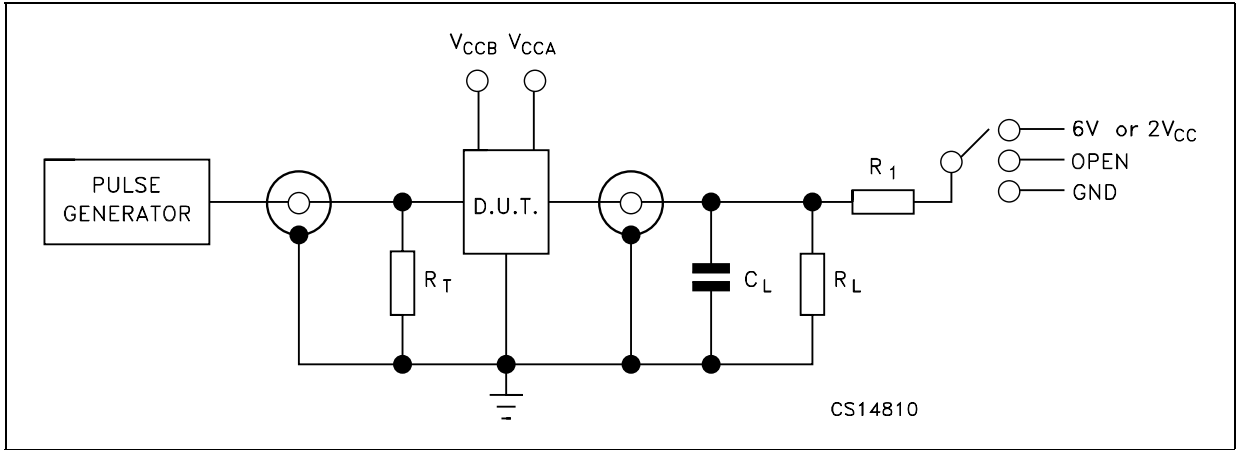 VCCB VCCA
PULSE
GENERATOR
D.U.T.
RT
CL
RL
R1
6V or 2VCC
OPEN
GND
CS14810